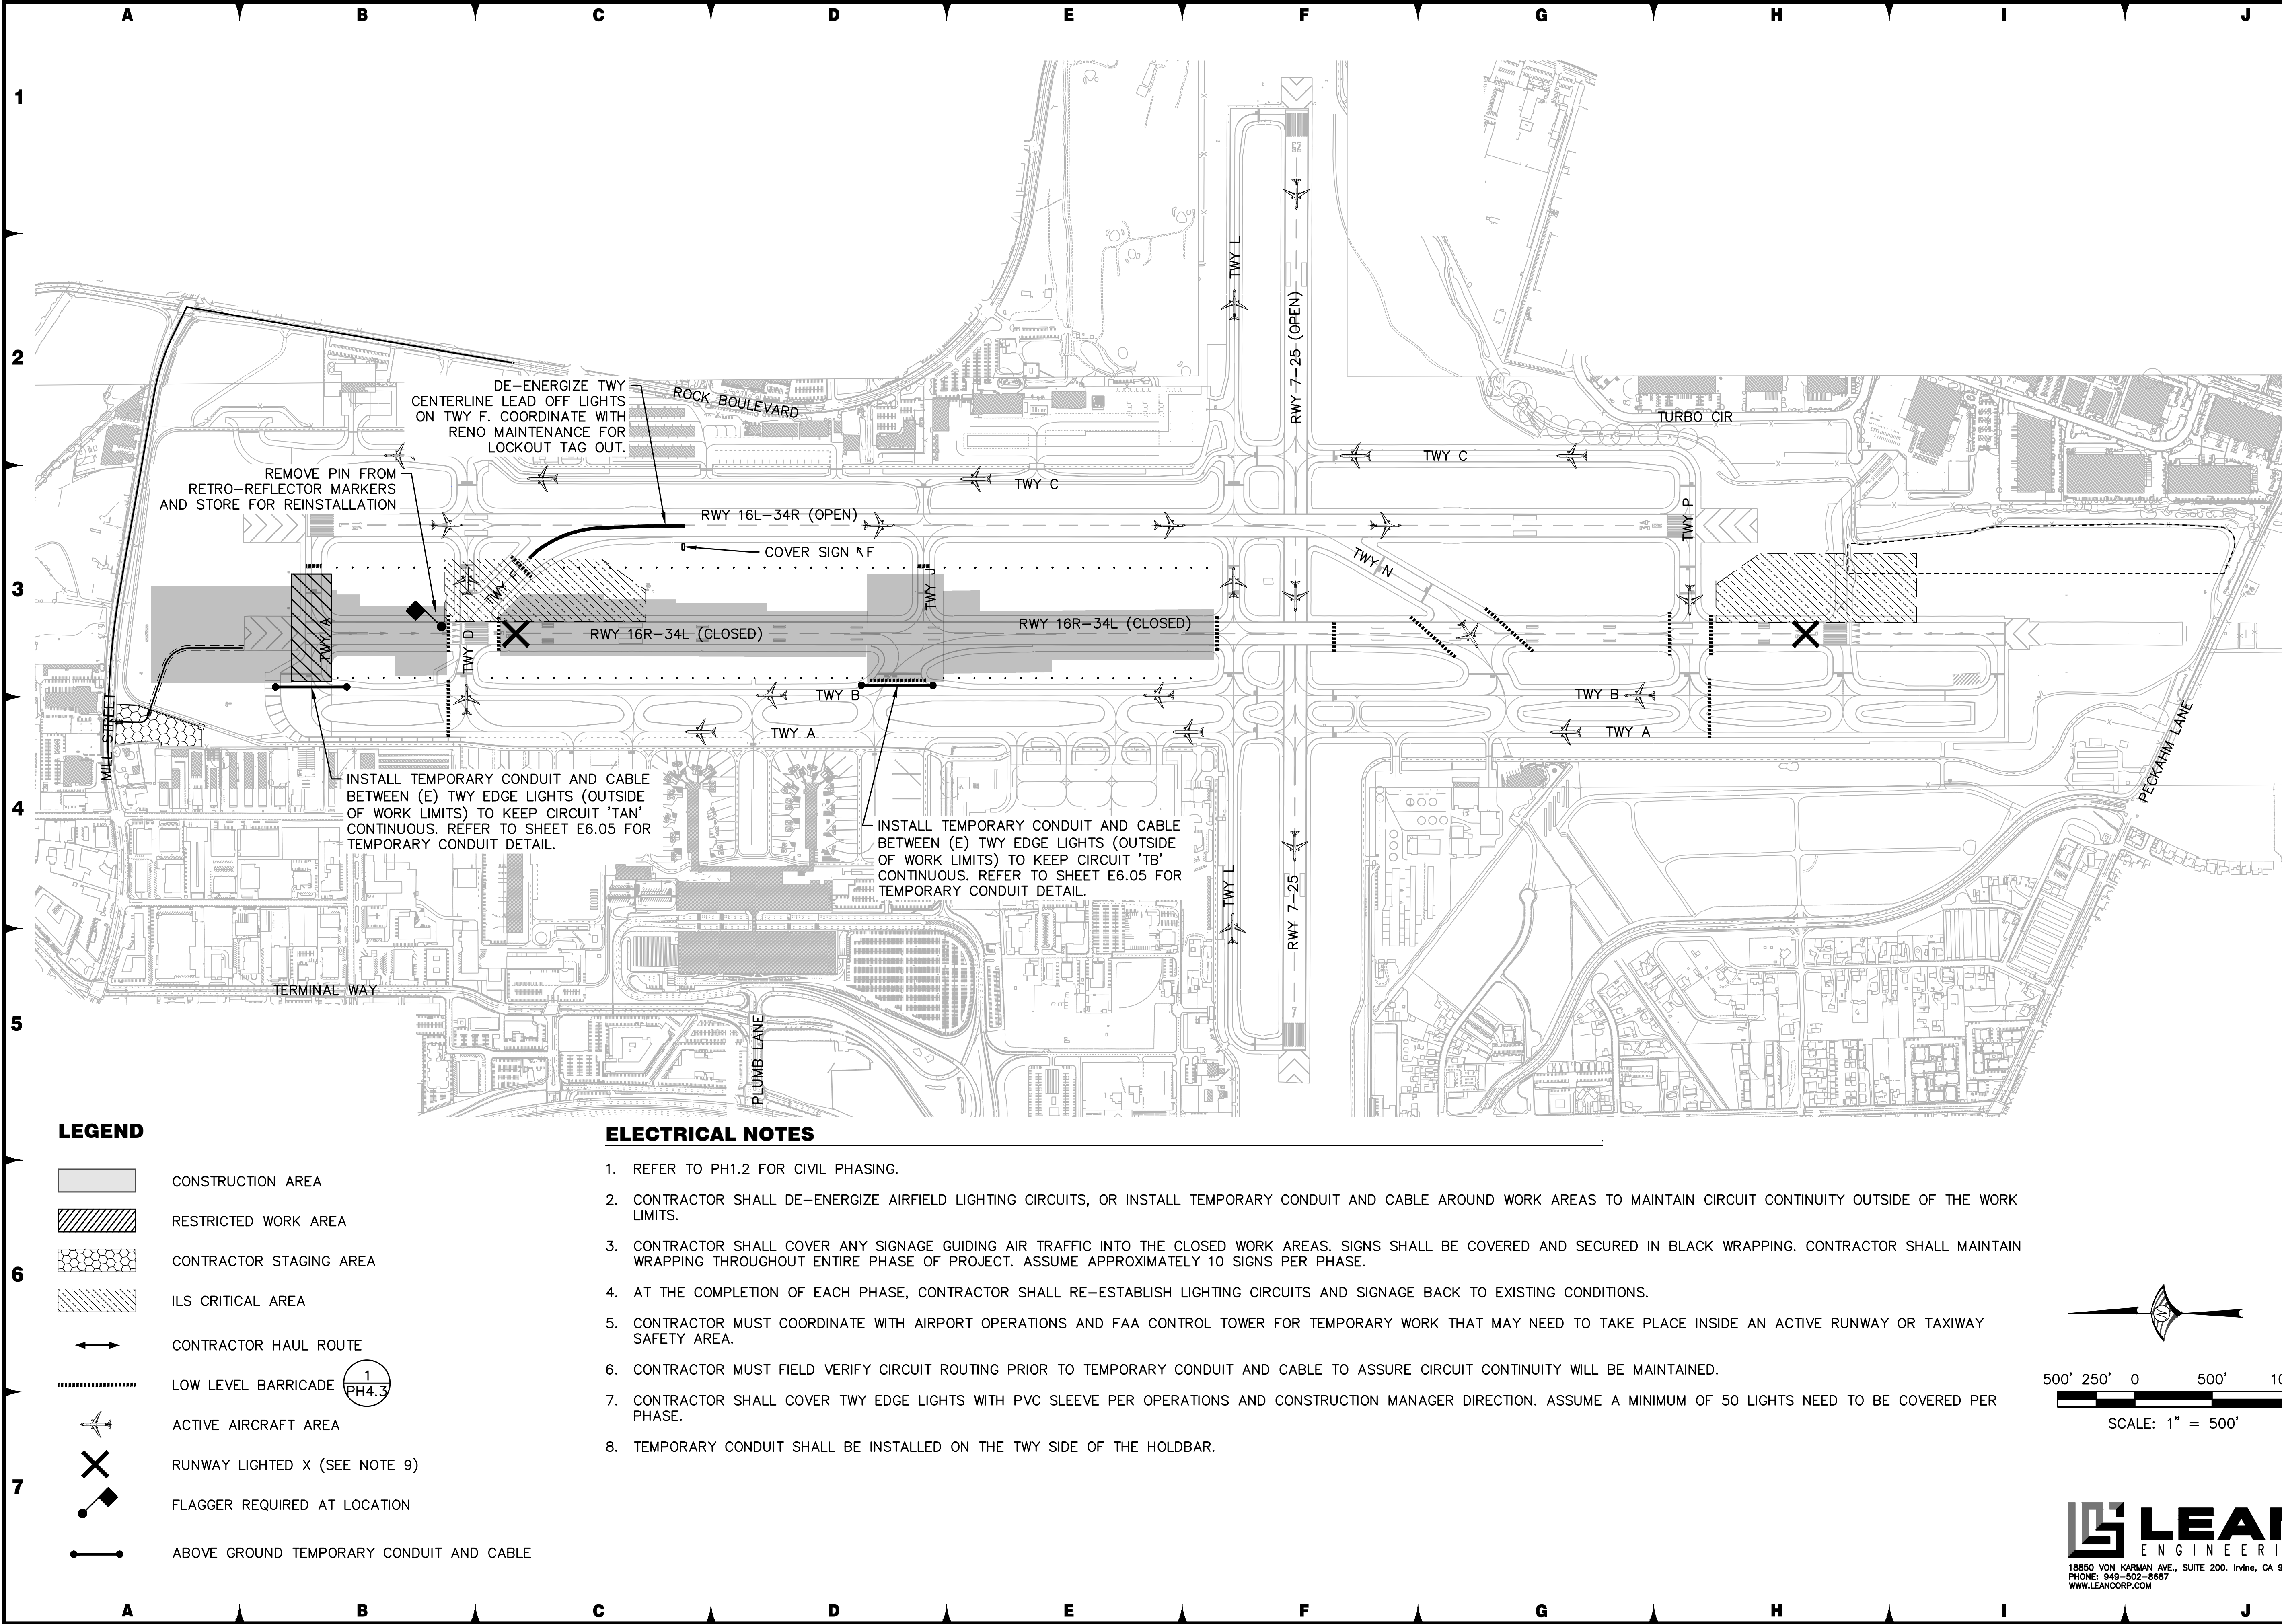 A B C D E F G H I J
1
2
3
4
5
6
7
TWY L
RWY 7-25 (OPEN)
25
DE-ENERGIZE TWY
CENTERLINE LEAD OFF LIGHTS
ON TWY F. COORDINATE WITH
RENO MAINTENANCE FOR
LOCKOUT TAG OUT.
ROCK BOULEVARD
TURBO CIR
REMOVE PIN FROM
RETRO-REFLECTOR MARKERS
AND STORE FOR REINSTALLATION
TWY C
TWY C
RWY 16L-34R (OPEN)
TWY P
COVER SIGN ↖F
TWY N
TWY F
TWY J
TWY A
TWY D
RWY 16R-34L (CLOSED)
RWY 16R-34L (CLOSED)
TWY B
TWY B
TWY A
TWY A
MILL STREET
PECKAHM LANE
INSTALL TEMPORARY CONDUIT AND CABLE
BETWEEN (E) TWY EDGE LIGHTS (OUTSIDE
OF WORK LIMITS) TO KEEP CIRCUIT 'TAN'
CONTINUOUS. REFER TO SHEET E6.05 FOR
TEMPORARY CONDUIT DETAIL.
INSTALL TEMPORARY CONDUIT AND CABLE
BETWEEN (E) TWY EDGE LIGHTS (OUTSIDE
OF WORK LIMITS) TO KEEP CIRCUIT 'TB'
CONTINUOUS. REFER TO SHEET E6.05 FOR
TEMPORARY CONDUIT DETAIL.
TWY L
RWY 7-25
7
TERMINAL WAY
PLUMB LANE
LEGEND
CONSTRUCTION AREA
RESTRICTED WORK AREA
CONTRACTOR STAGING AREA
ILS CRITICAL AREA
CONTRACTOR HAUL ROUTE
LOW LEVEL BARRICADE
1
PH4.3
ACTIVE AIRCRAFT AREA
RUNWAY LIGHTED X (SEE NOTE 9)
FLAGGER REQUIRED AT LOCATION
ABOVE GROUND TEMPORARY CONDUIT AND CABLE
ELECTRICAL NOTES
1. REFER TO PH1.2 FOR CIVIL PHASING.
2. CONTRACTOR SHALL DE-ENERGIZE AIRFIELD LIGHTING CIRCUITS, OR INSTALL TEMPORARY CONDUIT AND CABLE AROUND WORK AREAS TO MAINTAIN CIRCUIT CONTINUITY OUTSIDE OF THE WORK
LIMITS.
3. CONTRACTOR SHALL COVER ANY SIGNAGE GUIDING AIR TRAFFIC INTO THE CLOSED WORK AREAS. SIGNS SHALL BE COVERED AND SECURED IN BLACK WRAPPING. CONTRACTOR SHALL MAINTAIN
WRAPPING THROUGHOUT ENTIRE PHASE OF PROJECT. ASSUME APPROXIMATELY 10 SIGNS PER PHASE.
4. AT THE COMPLETION OF EACH PHASE, CONTRACTOR SHALL RE-ESTABLISH LIGHTING CIRCUITS AND SIGNAGE BACK TO EXISTING CONDITIONS.
5. CONTRACTOR MUST COORDINATE WITH AIRPORT OPERATIONS AND FAA CONTROL TOWER FOR TEMPORARY WORK THAT MAY NEED TO TAKE PLACE INSIDE AN ACTIVE RUNWAY OR TAXIWAY
SAFETY AREA.
6. CONTRACTOR MUST FIELD VERIFY CIRCUIT ROUTING PRIOR TO TEMPORARY CONDUIT AND CABLE TO ASSURE CIRCUIT CONTINUITY WILL BE MAINTAINED.
7. CONTRACTOR SHALL COVER TWY EDGE LIGHTS WITH PVC SLEEVE PER OPERATIONS AND CONSTRUCTION MANAGER DIRECTION. ASSUME A MINIMUM OF 50 LIGHTS NEED TO BE COVERED PER
PHASE.
8. TEMPORARY CONDUIT SHALL BE INSTALLED ON THE TWY SIDE OF THE HOLDBAR.
N
500' 250' 0 500' 10
SCALE: 1" = 500'
LEAN
ENGINEERI
18850 VON KARMAN AVE., SUITE 200. Irvine, CA 9
PHONE: 949-502-8687
WWW.LEANCORP.COM
A B C D E F G H I J